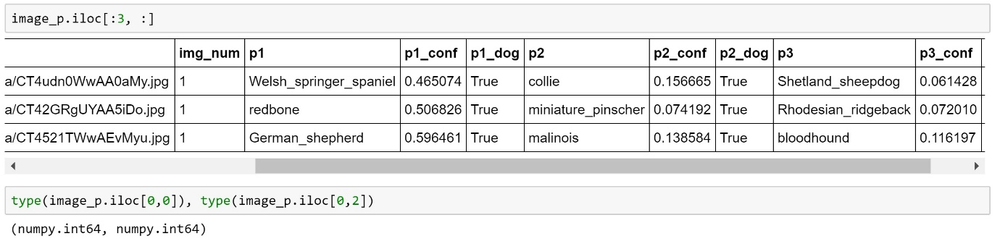 image_p.iloc[:3, :]
img_num p1 p1_conf p1_dog p2 p2_conf p2_dog p3 p3_conf
a/CT4udn0WwAA0aMy.jpg 1 Welsh_springer_spaniel 0.465074 True collie 0.156665 True Shetland_sheepdog 0.061428
a/CT42GRgUYAA5iDo.jpg 1 redbone 0.506826 True miniature_pinscher 0.074192 True Rhodesian_ridgeback 0.072010
a/CT4521TWwAEvMyu.jpg 1 German_shepherd 0.596461 True malinois 0.138584 True bloodhound 0.116197
type(image_p.iloc[0,0]), type(image_p.iloc[0,2])
(numpy.int64, numpy.int64)